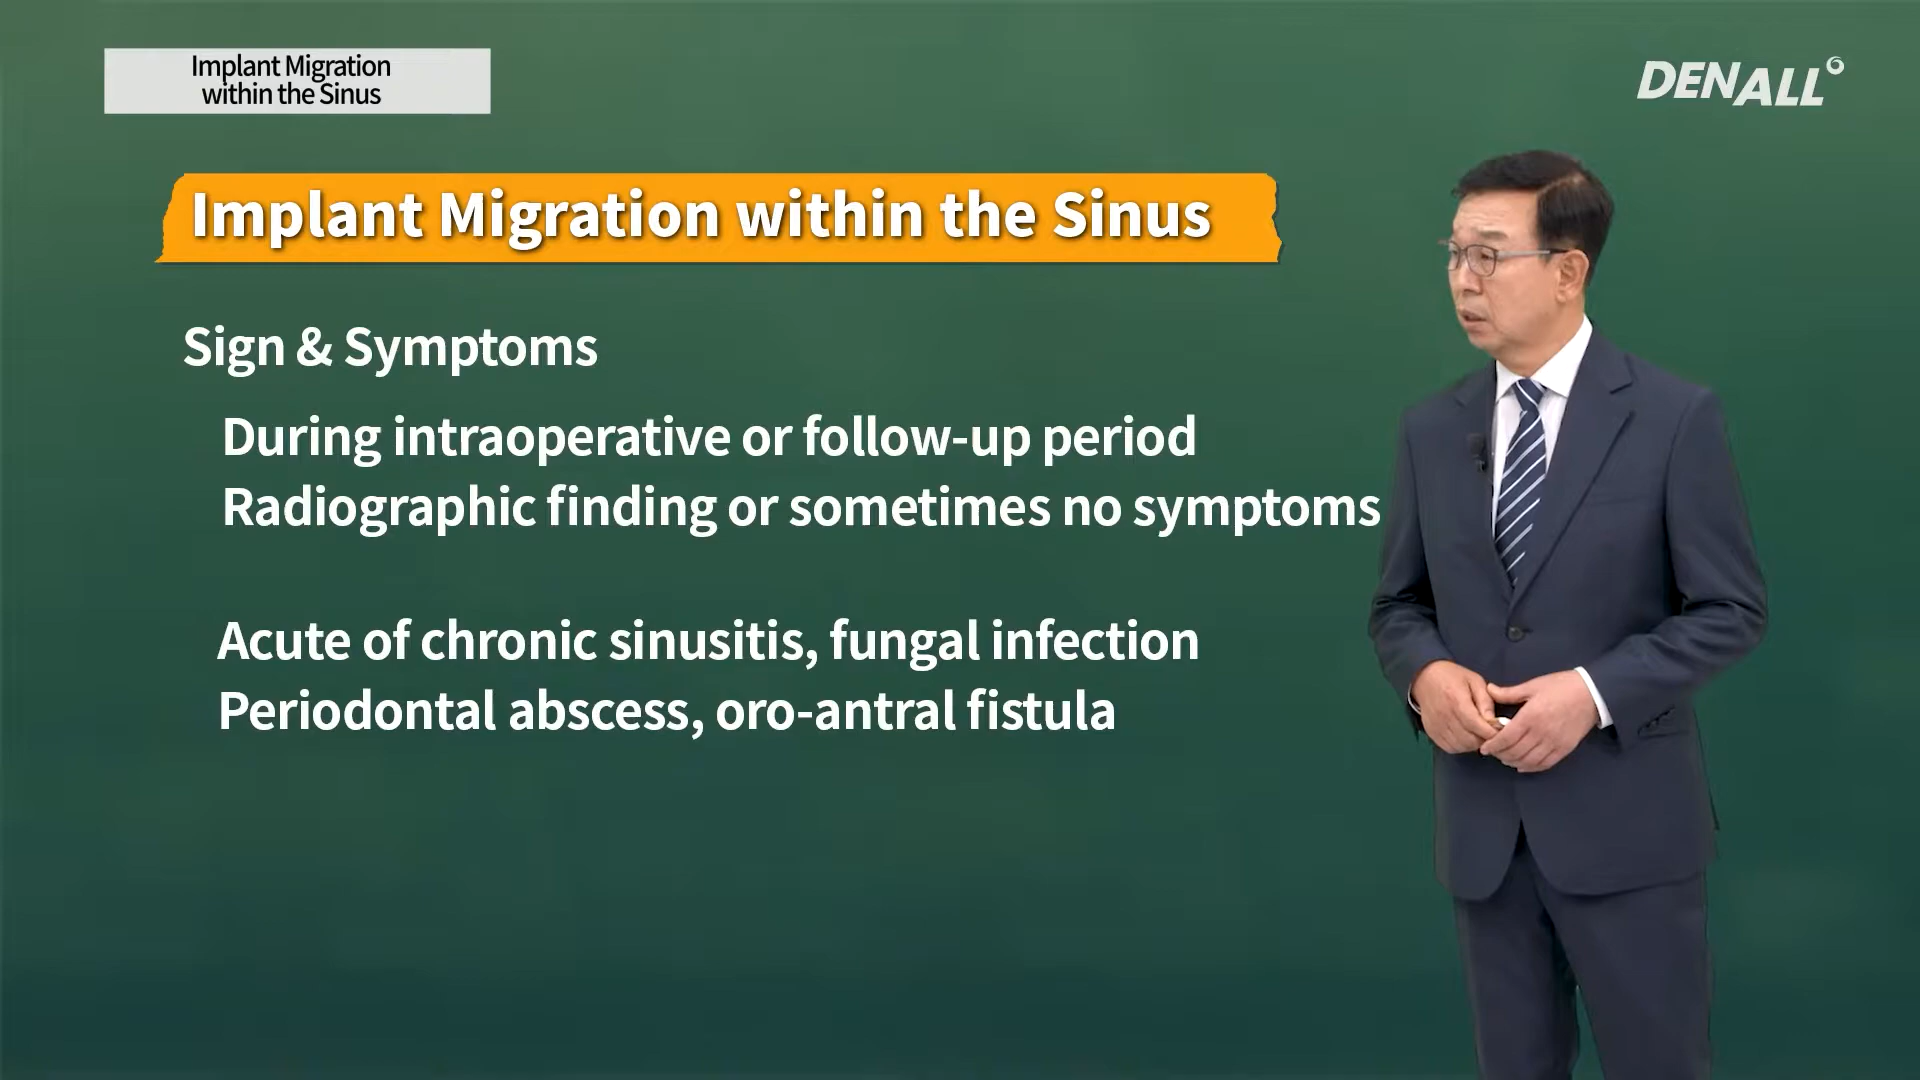 Implant Migration
within the Sinus
DENALL
Implant Migration within the Sinus
Sign & Symptoms
During intraoperative or follow-up period
Radiographic finding or sometimes no symptoms
Acute of chronic sinusitis, fungal infection
Periodontal abscess, oro-antral fistula